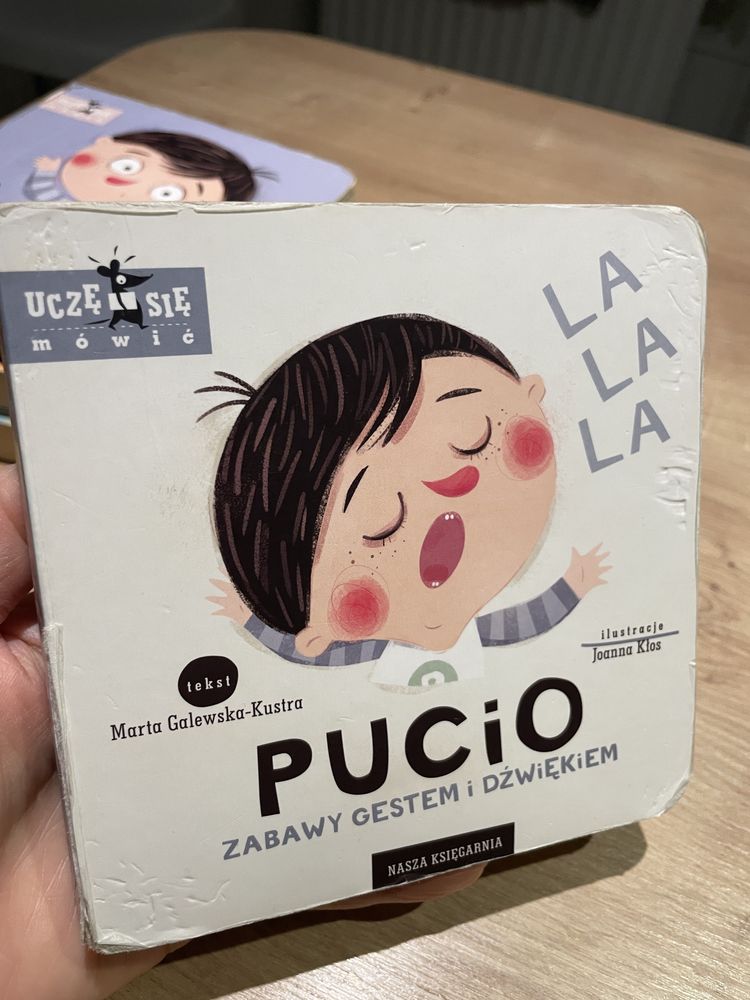 UCZĘ SIĘ
mówić
LA
LA
LA
tekst
Marta Galewska-Kustra
ilustracje
Joanna Kłos
PUCiO
ZABAWY GESTEM i DŹWiĘKiEM
NASZA KSIĘGARNIA